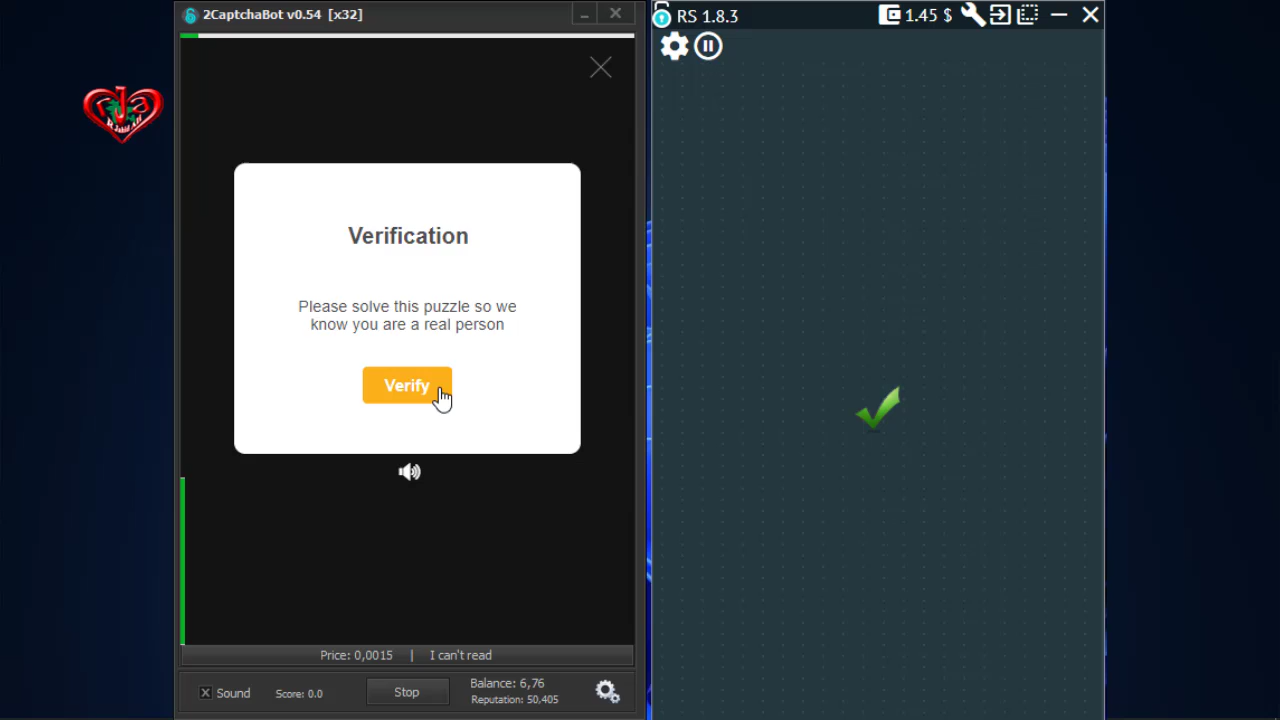 2CaptchaBot v0.54 [x32]
RS 1.8.3
1.45 $
Verification
Please solve this puzzle so we
know you are a real person
Verify
Price: 0,0015 | I can't read
Sound
Score: 0.0
Stop
Balance: 6,76
Reputation: 50.405